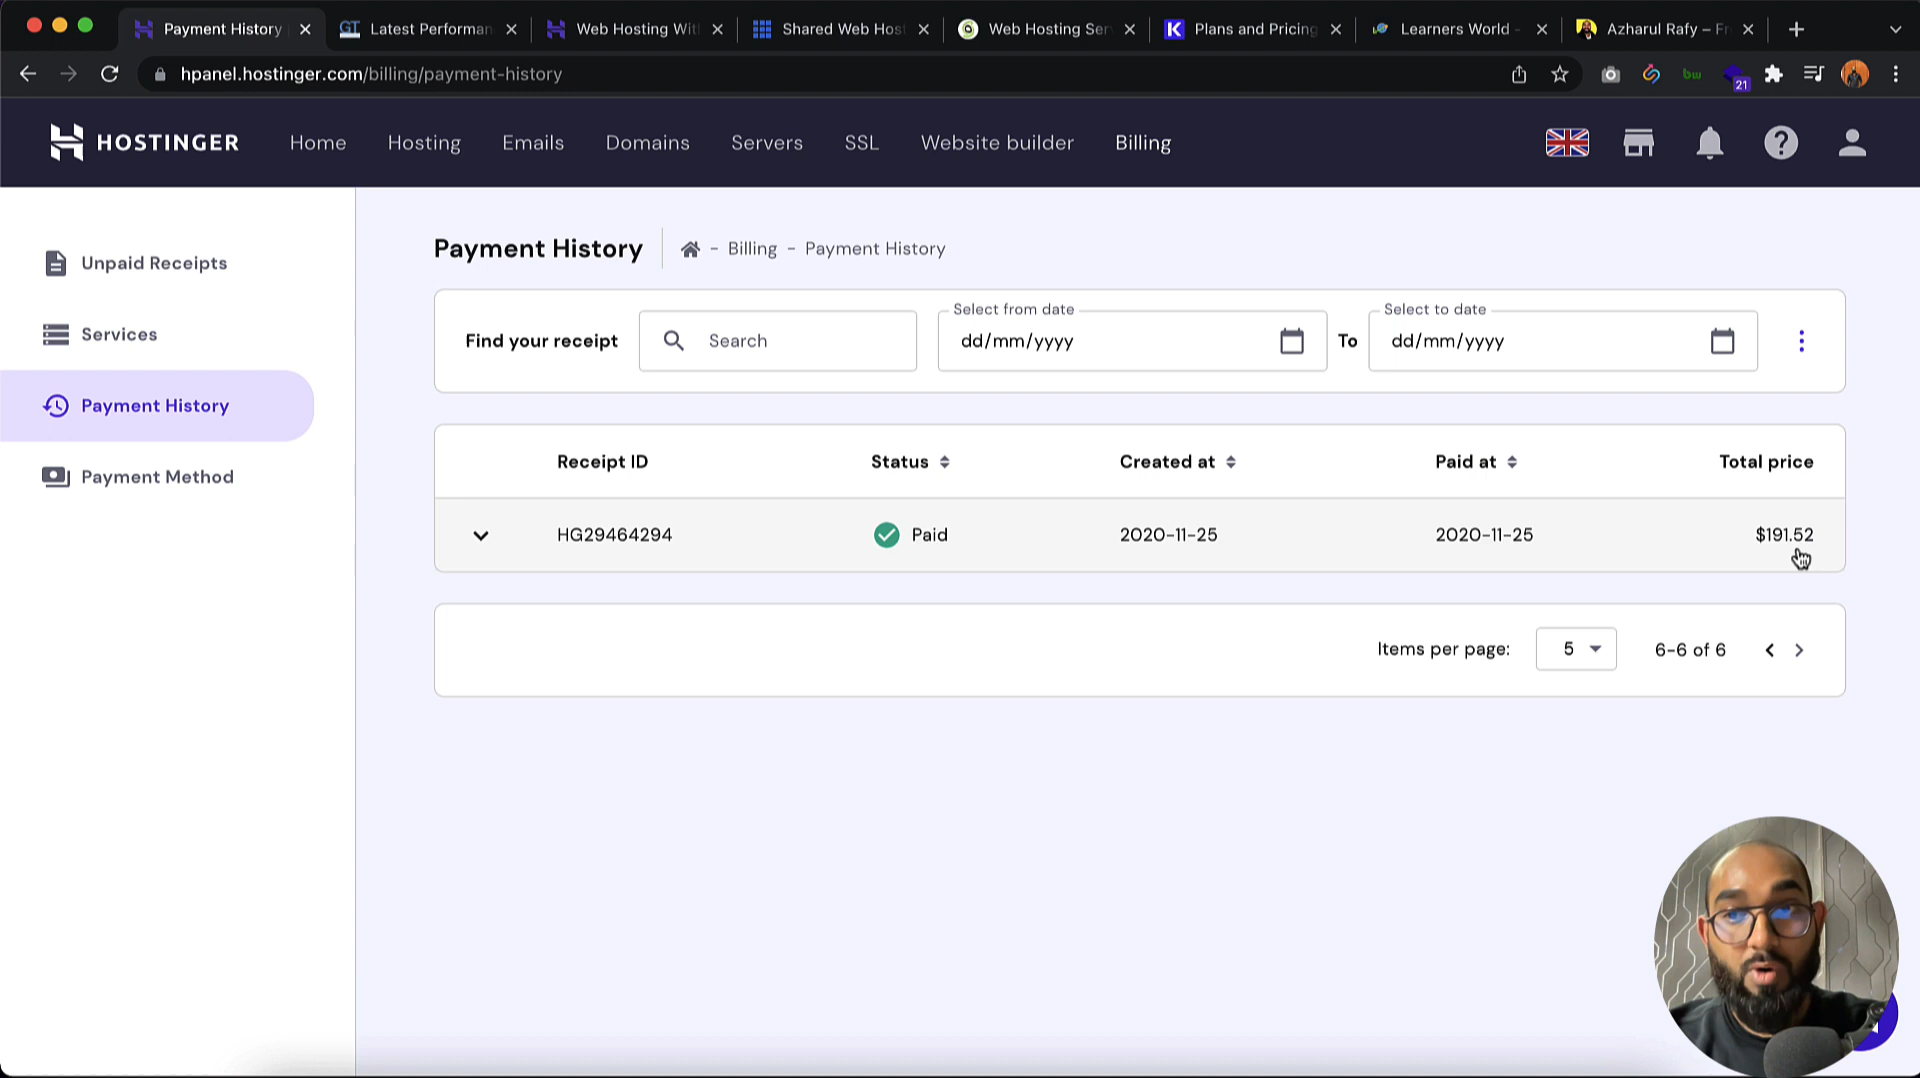 Payment History
GT Latest Performan
Web Hosting Wit
Shared Web Hos
Web Hosting Ser
K Plans and Pricing
Learners World -
Azharul Rafy – Fr
hpanel.hostinger.com/billing/payment-history
bw
21
HOSTINGER
Home
Hosting
Emails
Domains
Servers
SSL
Website builder
Billing
Unpaid Receipts
Services
Payment History
Payment Method
Payment History
- Billing - Payment History
Find your receipt
Search
Select from date
dd/mm/yyyy
To
Select to date
dd/mm/yyyy
Receipt ID Status Created at Paid at Total price
HG29464294 Paid 2020-11-25 2020-11-25 $191.52
Items per page: 5 6-6 of 6